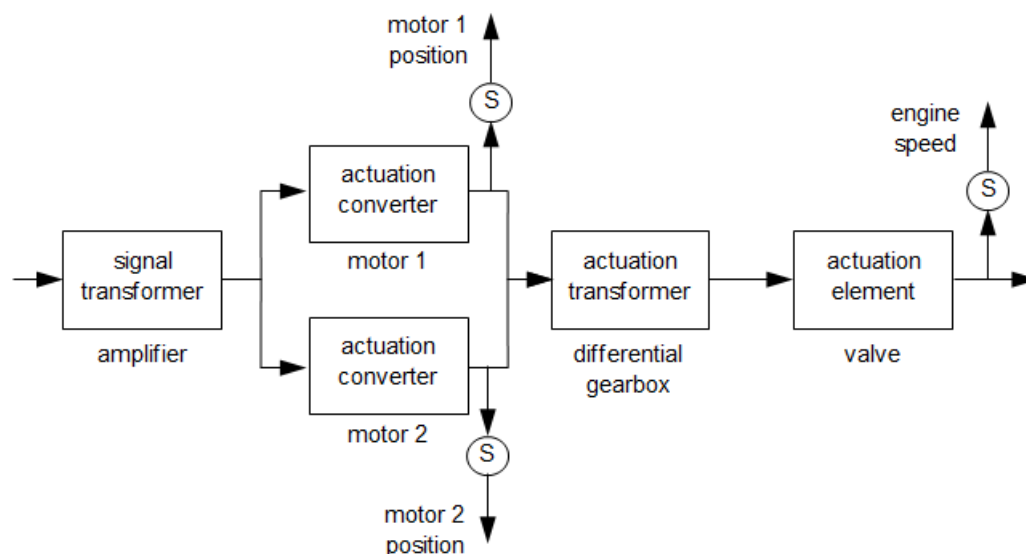 motor 1
position
S
engine
speed
S
actuation
converter
motor 1
signal
transformer
amplifier
actuation
transformer
differential
gearbox
actuation
element
valve
actuation
converter
motor 2
S
motor 2
position